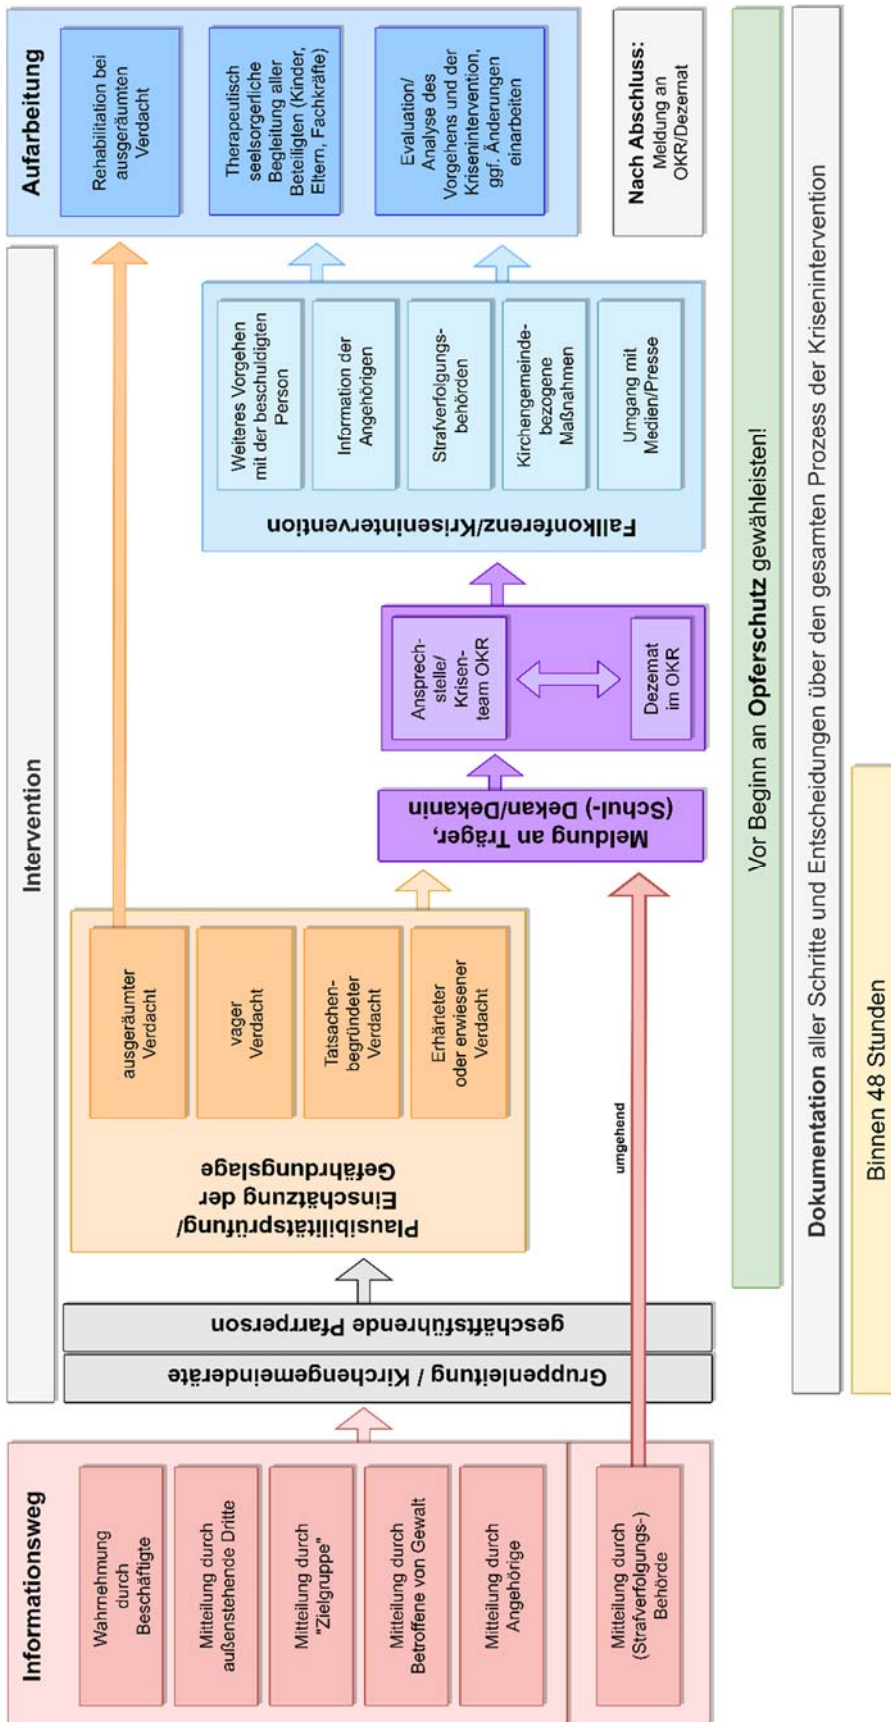 Informationsweg
Wahrnehmung
durch
Beschäftigte
Mitteilung durch
außenstehende Dritte
Mitteilung durch
"Zielgruppe"
Mitteilung durch
Betroffene von Gewalt
Mitteilung durch
Angehörige
Mitteilung durch
(Strafverfolgungs-)
Behörde
Intervention
Gruppenleitung / Kirchengemeinderäte
geschäftsführende Pfarrperson
Plausibilitätsprüfung/
Einschätzung der
Gefährdungslage
ausgeräumter
Verdacht
vager
Verdacht
Tatsachen-
begründeter
Verdacht
Erhärteter
oder erwiesener
Verdacht
umgehend
Meldung an Träger,
(Schul-) Dekan/Dekanin
Ansprech-
stelle/
Krisen-
team OKR
Dezernat
im OKR
Fallkonferenz/Krisenintervention
Weiteres Vorgehen
mit der beschuldigten
Person
Information der
Angehörigen
Strafverfolgungs-
behörden
Kirchengemeinde-
bezogene
Maßnahmen
Umgang mit
Medien/Presse
Aufarbeitung
Rehabilitation bei
ausgeräumten
Verdacht
Therapeutisch
seelsorgerliche
Begleitung aller
Beteiligten (Kinder,
Eltern, Fachkräfte)
Evaluation/
Analyse des
Vorgehens und der
Krisenintervention,
ggf. Änderungen
einarbeiten
Nach Abschluss:
Meldung an
OKR/Dezernat
Vor Beginn an Opferschutz gewähleisten!
Dokumentation aller Schritte und Entscheidungen über den gesamten Prozess der Krisenintervention
Binnen 48 Stunden